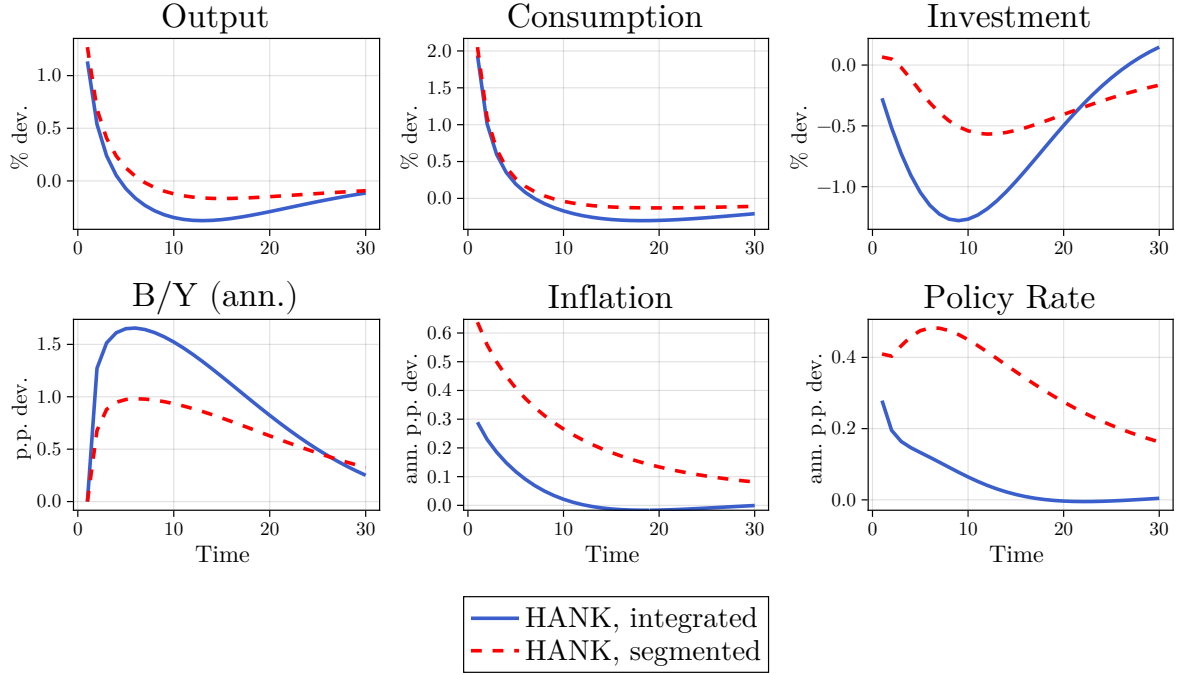 Output
1.0
0.5
0.0
% dev.
0
10
20
30
Consumption
2.0
1.5
1.0
0.5
0.0
% dev.
0
10
20
30
Investment
0.0
−0.5
−1.0
% dev.
0
10
20
30
B/Y (ann.)
1.5
1.0
0.5
0.0
p.p. dev.
0
10
20
30
Time
Inflation
0.6
0.5
0.4
0.3
0.2
0.1
0.0
ann. p.p. dev.
0
10
20
30
Time
Policy Rate
0.4
0.2
0.0
ann. p.p. dev.
0
10
20
30
Time
HANK, integrated
HANK, segmented